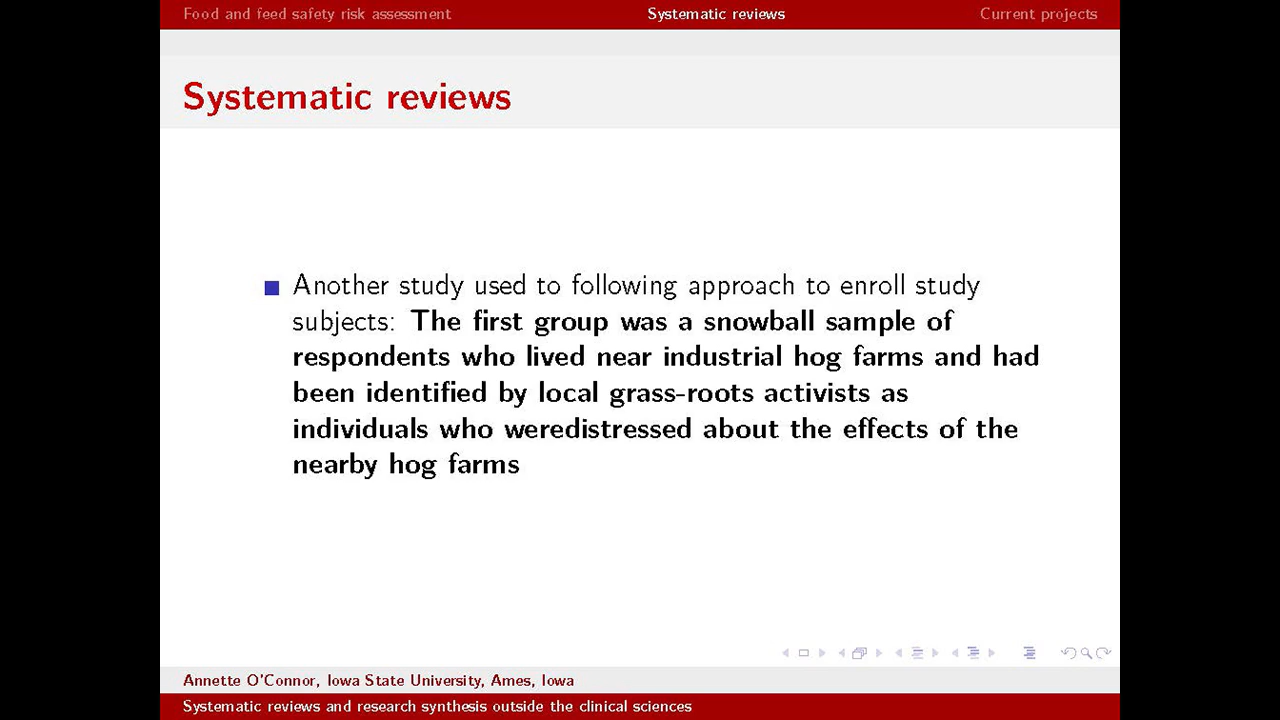 Food and feed safety risk assessment Systematic reviews Current projects
Systematic reviews
Another study used to following approach to enroll study
subjects: The first group was a snowball sample of
respondents who lived near industrial hog farms and had
been identified by local grass-roots activists as
individuals who weredistressed about the effects of the
nearby hog farms
Annette O'Connor, Iowa State University, Ames, Iowa
Systematic reviews and research synthesis outside the clinical sciences